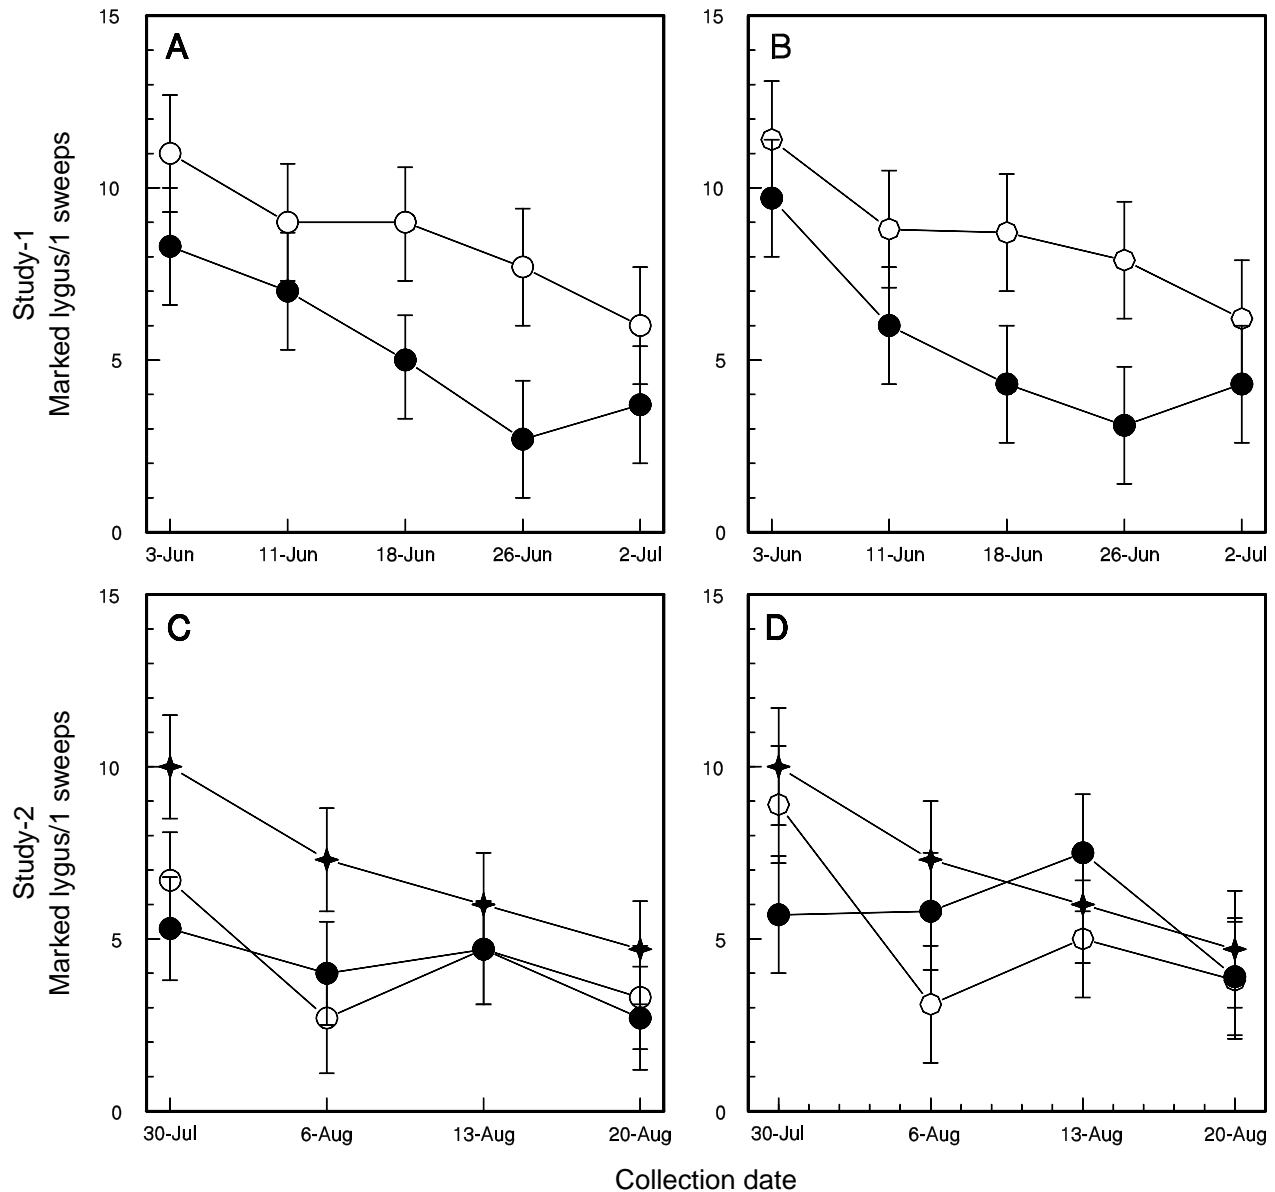 15
A
10
5
0
3-Jun 11-Jun 18-Jun 26-Jun 2-Jul
Study-1
Marked lygus/1 sweeps
15
B
10
5
0
3-Jun 11-Jun 18-Jun 26-Jun 2-Jul
15
C
10
5
0
30-Jul 6-Aug 13-Aug 20-Aug
Study-2
Marked lygus/1 sweeps
15
D
10
5
0
30-Jul 6-Aug 13-Aug 20-Aug
Collection date